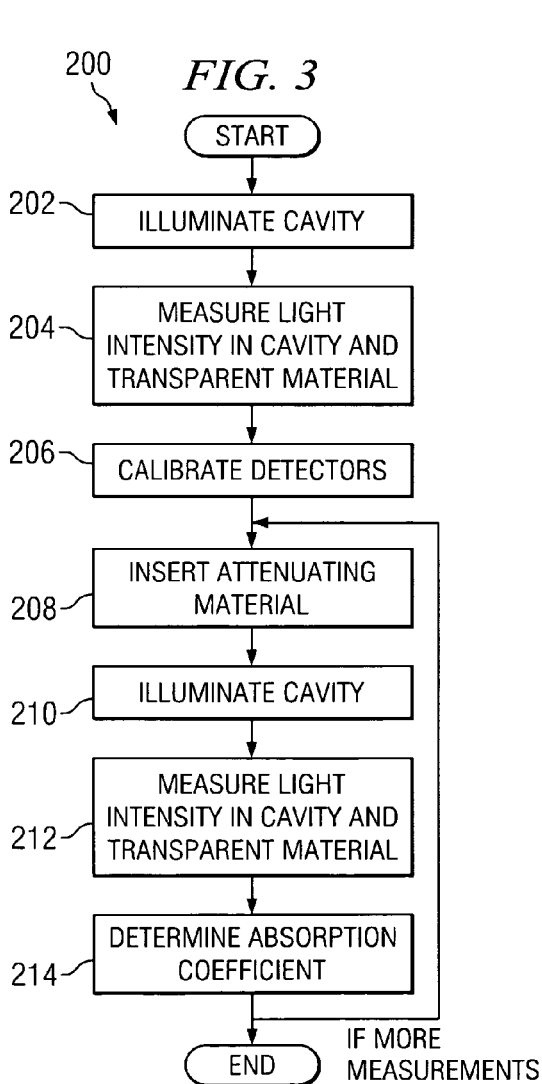 200
FIG. 3
START
202
ILLUMINATE CAVITY
204
MEASURE LIGHT
INTENSITY IN CAVITY AND
TRANSPARENT MATERIAL
206
CALIBRATE DETECTORS
208
INSERT ATTENUATING
MATERIAL
210
ILLUMINATE CAVITY
212
MEASURE LIGHT
INTENSITY IN CAVITY AND
TRANSPARENT MATERIAL
214
DETERMINE ABSORPTION
COEFFICIENT
END
IF MORE
MEASUREMENTS